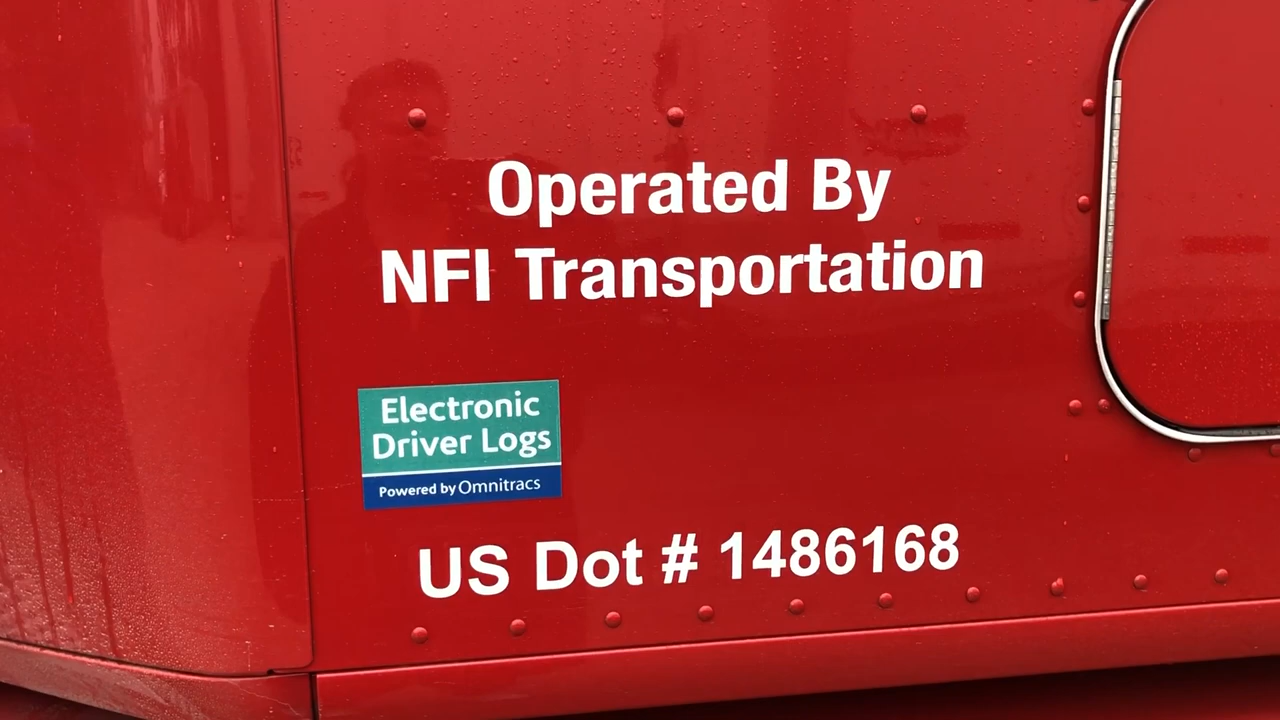 Operated By
NFI Transportation
Electronic
Driver Logs
Powered by Omnitracs
US Dot # 1486168